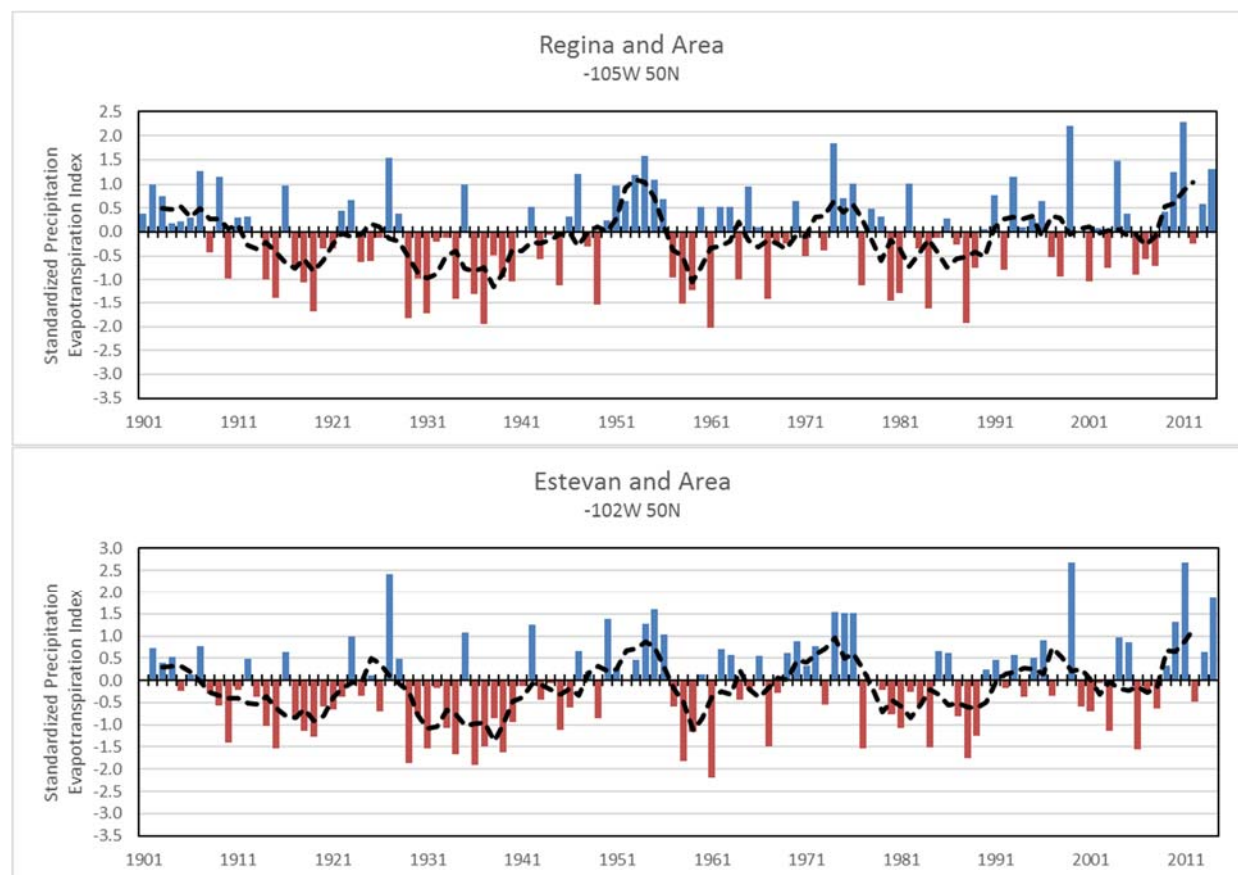 Regina and Area
-105W 50N
Standardized Precipitation
Evapotranspiration Index
2.5
2.0
1.5
1.0
0.5
0.0
-0.5
-1.0
-1.5
-2.0
-2.5
-3.0
-3.5
1901 1911 1921 1931 1941 1951 1961 1971 1981 1991 2001 2011
Estevan and Area
-102W 50N
Standardized Precipitation
Evapotranspiration Index
3.0
2.5
2.0
1.5
1.0
0.5
0.0
-0.5
-1.0
-1.5
-2.0
-2.5
-3.0
-3.5
1901 1911 1921 1931 1941 1951 1961 1971 1981 1991 2001 2011